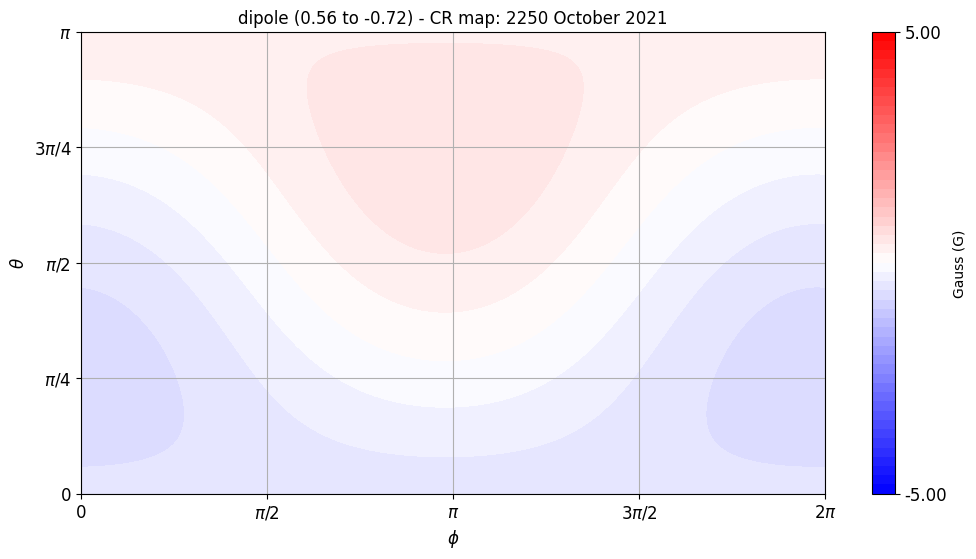 dipole (0.56 to -0.72) - CR map: 2250 October 2021
π
3π/4
π/2
π/4
0
θ
0
π/2
π
3π/2
2π
ϕ
5.00
-5.00
Gauss (G)